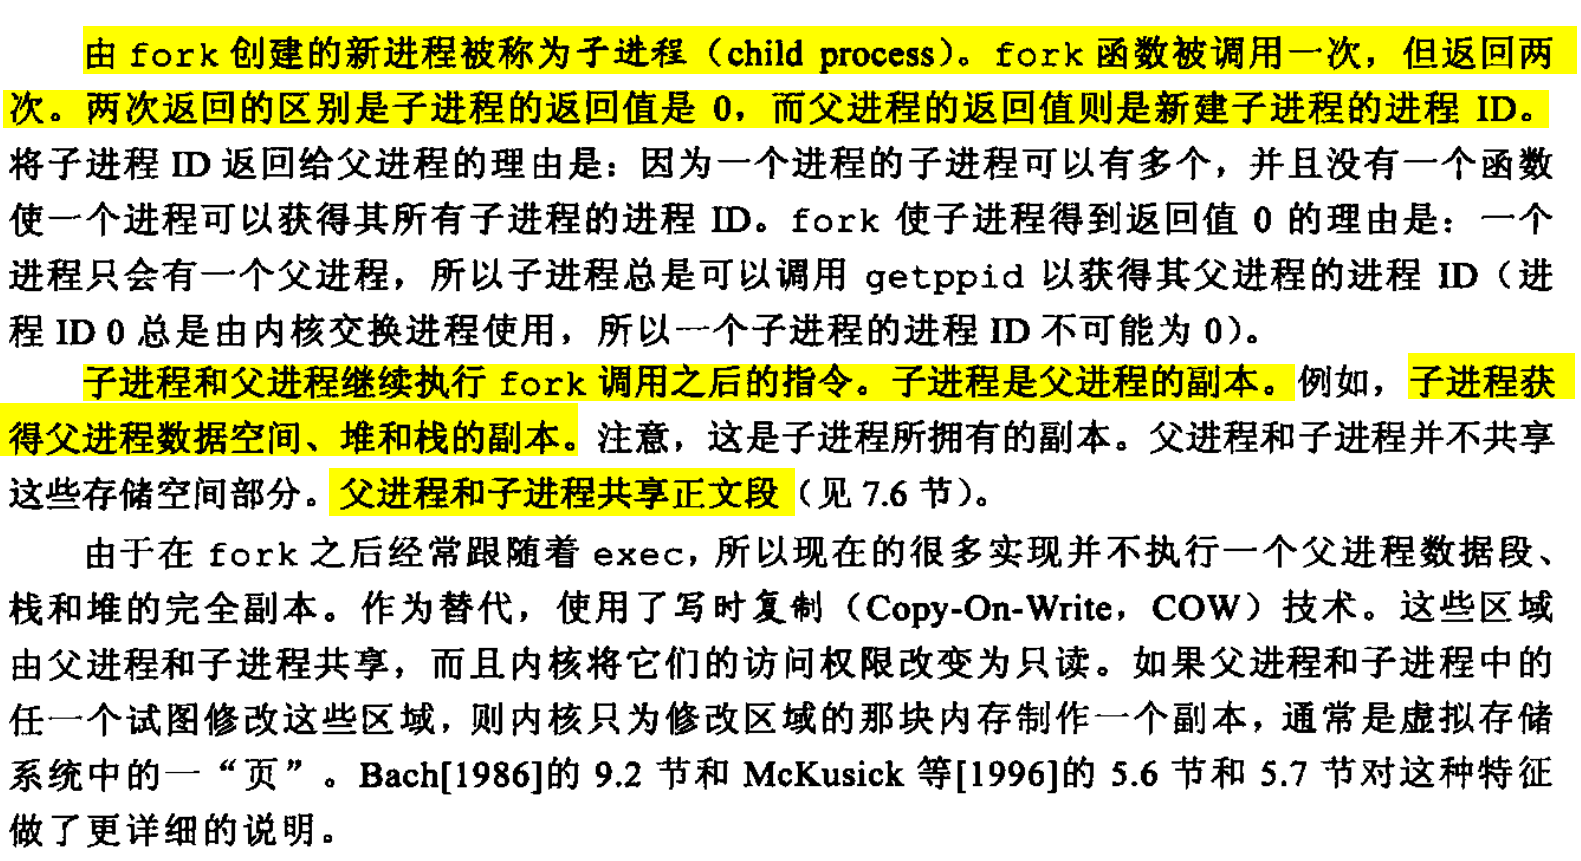 由 fork 创建的新进程被称为子进程（child process）。fork 函数被调用一次，但返回两
次。两次返回的区别是子进程的返回值是 0，而父进程的返回值则是新建子进程的进程 ID。
将子进程 ID 返回给父进程的理由是：因为一个进程的子进程可以有多个，并且没有一个函数
使一个进程可以获得其所有子进程的进程 ID。fork 使子进程得到返回值 0 的理由是：一个
进程只会有一个父进程，所以子进程总是可以调用 getppid 以获得其父进程的进程 ID（进
程 ID 0 总是由内核交换进程使用，所以一个子进程的进程 ID 不可能为 0）。
子进程和父进程继续执行 fork 调用之后的指令。子进程是父进程的副本。例如，子进程获
得父进程数据空间、堆和栈的副本。注意，这是子进程所拥有的副本。父进程和子进程并不共享
这些存储空间部分。父进程和子进程共享正文段（见 7.6 节）。
由于在 fork 之后经常跟随着 exec，所以现在的很多实现并不执行一个父进程数据段、
栈和堆的完全副本。作为替代，使用了写时复制（Copy-On-Write，COW）技术。这些区域
由父进程和子进程共享，而且内核将它们的访问权限改变为只读。如果父进程和子进程中的
任一个试图修改这些区域，则内核只为修改区域的那块内存制作一个副本，通常是虚拟存储
系统中的一“页”。Bach[1986]的 9.2 节和 McKusick 等[1996]的 5.6 节和 5.7 节对这种特征
做了更详细的说明。